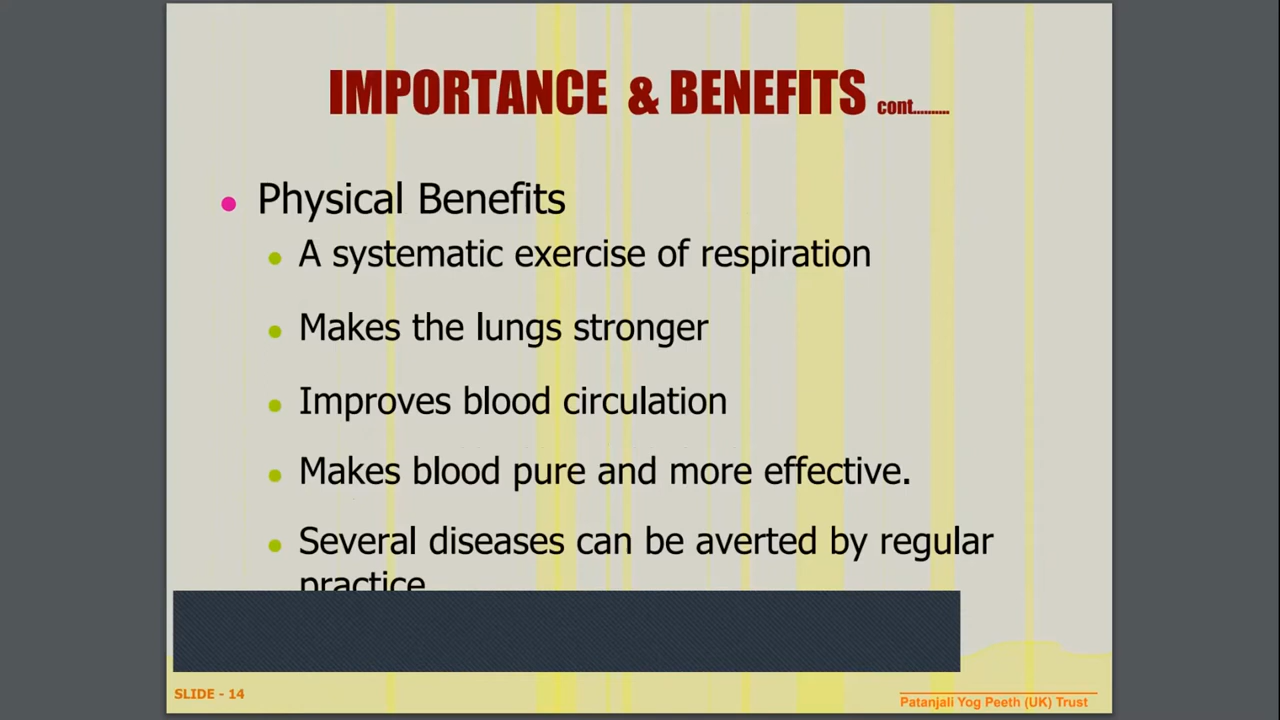 IMPORTANCE & BENEFITS cont..........
• Physical Benefits
• A systematic exercise of respiration
• Makes the lungs stronger
• Improves blood circulation
• Makes blood pure and more effective.
• Several diseases can be averted by regular
practice
SLIDE - 14
Patanjali Yog Peeth (UK) Trust